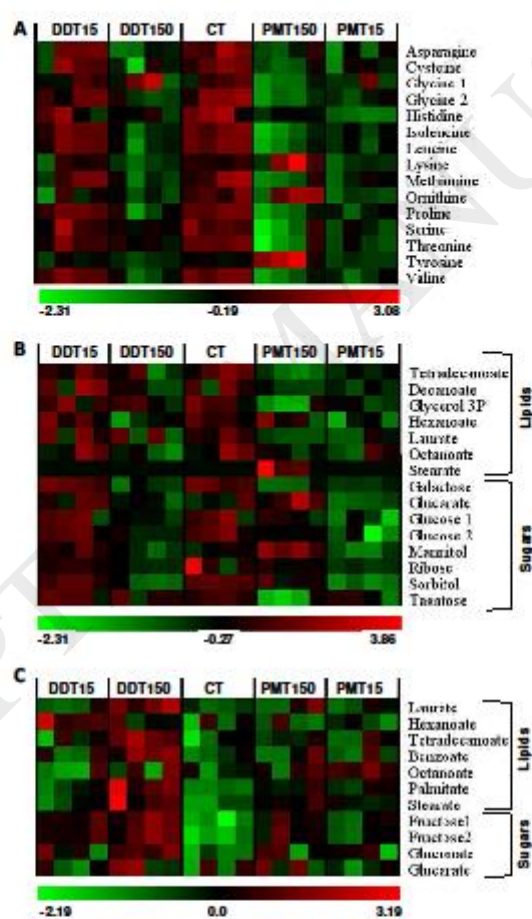 A
DDT15 DDT150 CT PMT150 PMT15
Asparagine
Cysteine
Glycine 1
Glycine 2
Histidine
Isoleucine
Leucine
Lysine
Methionine
Ornithine
Proline
Serine
Threonine
Tyrosine
Valine
-2.31 -0.19 3.08
B
DDT15 DDT150 CT PMT150 PMT15
Tetradecanoate
Decanoate
Glycerol 3P
Hexanoate
Laurate
Octanoate
Stearate
Lipids
Galactose
Glucarate
Glucose 1
Glucose 2
Mannitol
Ribose
Sorbitol
Sugars
-2.31 -0.27 3.86
C
DDT15 DDT150 CT PMT150 PMT15
Laurate
Hexanoate
Tetradecanoate
Benzoate
Octanoate
Palmitate
Stearate
Lipids
Fructose1
Fructose2
Gluconate
Glucarate
Sugars
-2.19 0.0 3.19